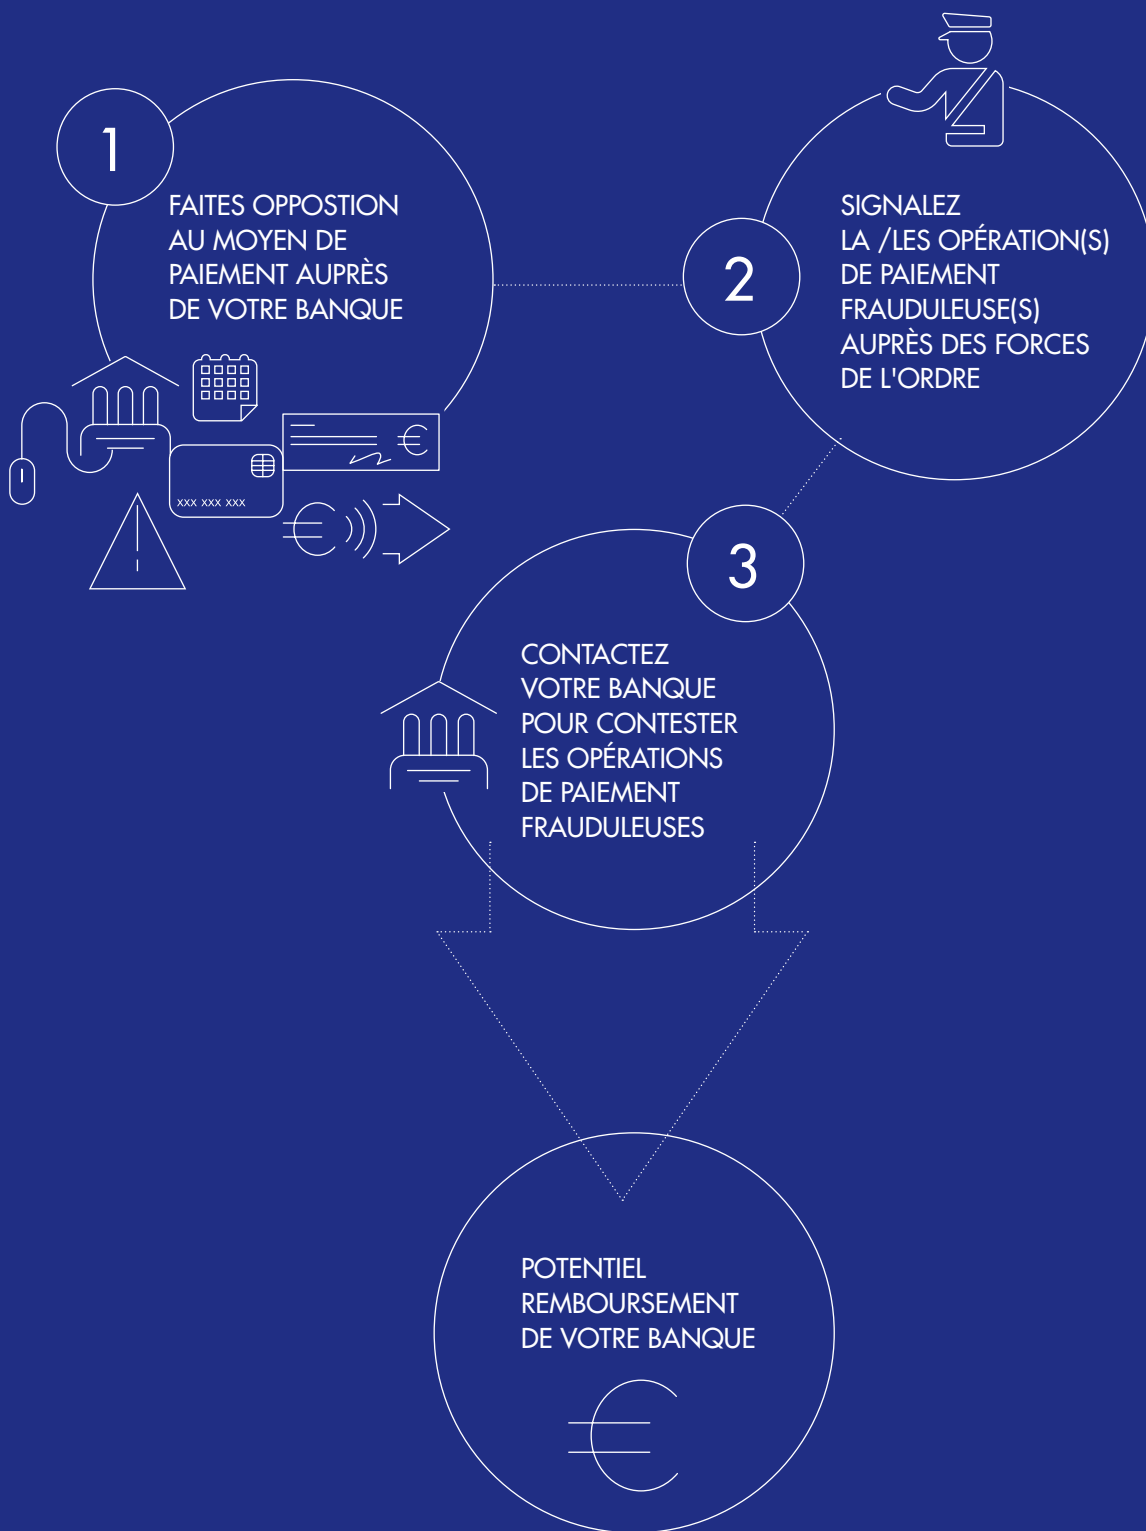 1
FAITES OPPOSTION
AU MOYEN DE
PAIEMENT AUPRÈS
DE VOTRE BANQUE
xxx xxx xxx
2
SIGNALEZ
LA /LES OPÉRATION(S)
DE PAIEMENT
FRAUDULEUSE(S)
AUPRÈS DES FORCES
DE L'ORDRE
3
CONTACTEZ
VOTRE BANQUE
POUR CONTESTER
LES OPÉRATIONS
DE PAIEMENT
FRAUDULEUSES
POTENTIEL
REMBOURSEMENT
DE VOTRE BANQUE